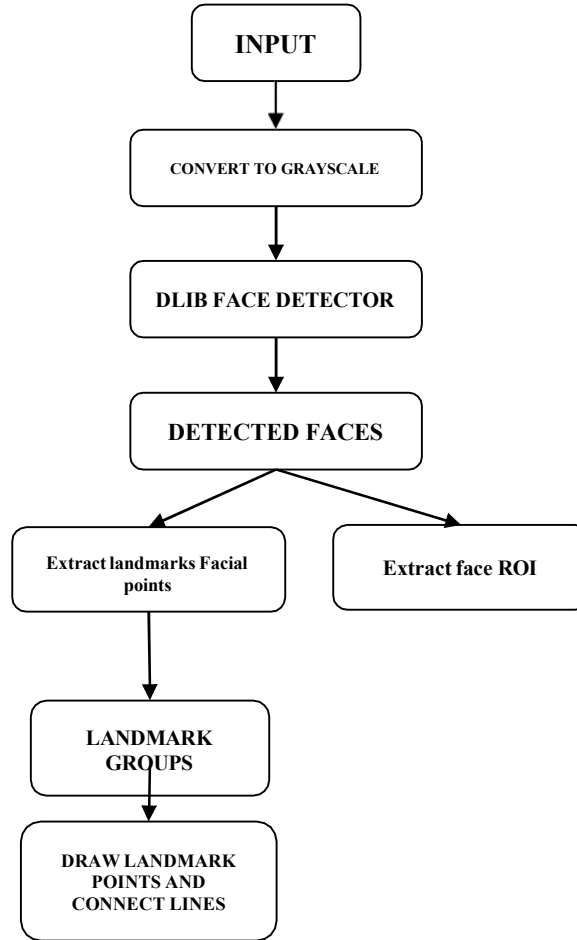 INPUT
CONVERT TO GRAYSCALE
DLIB FACE DETECTOR
DETECTED FACES
Extract landmarks Facial
points
Extract face ROI
LANDMARK
GROUPS
DRAW LANDMARK
POINTS AND
CONNECT LINES